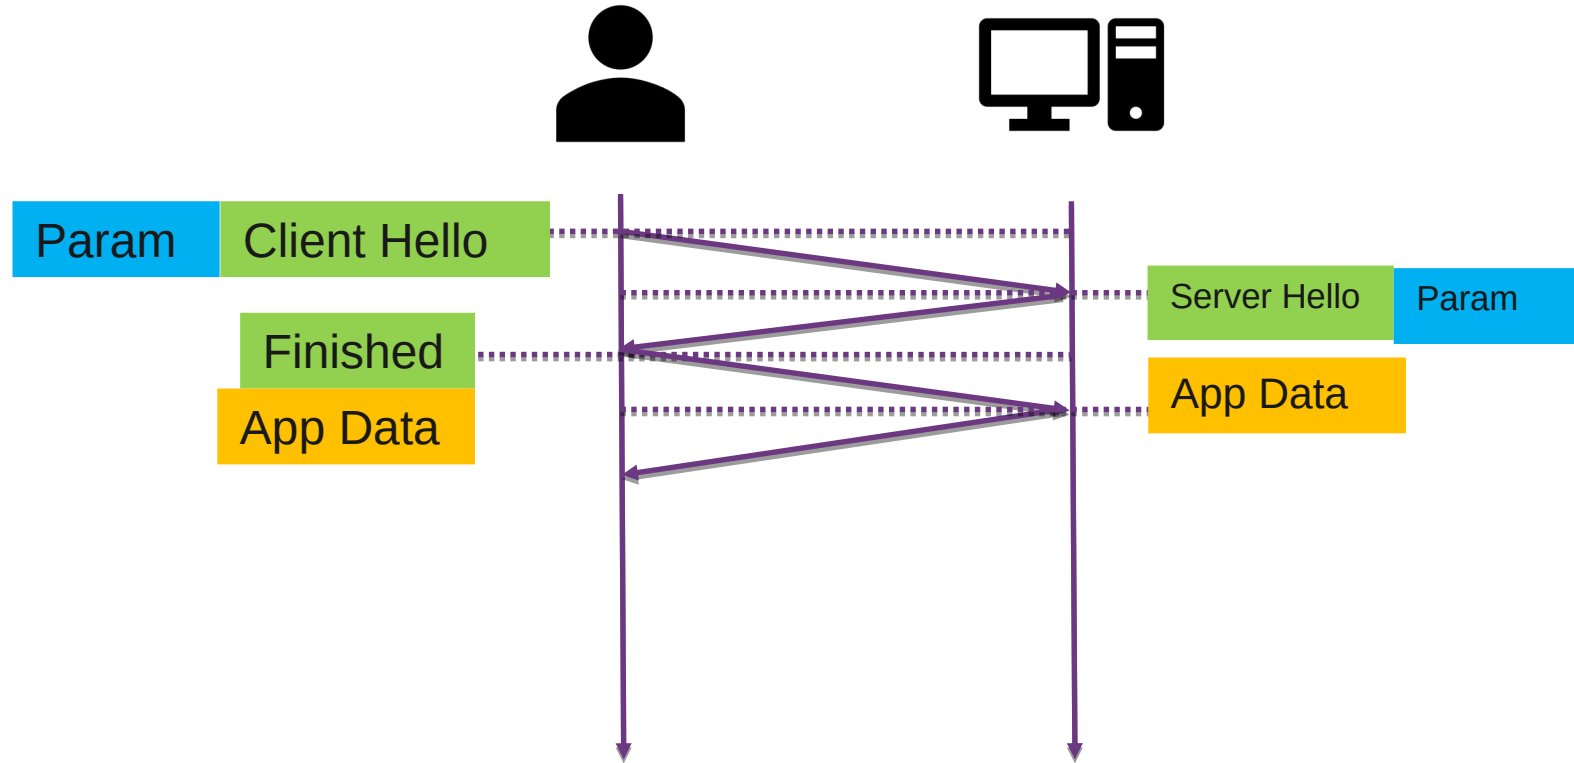 Param
Client Hello
Server Hello
Param
Finished
App Data
App Data